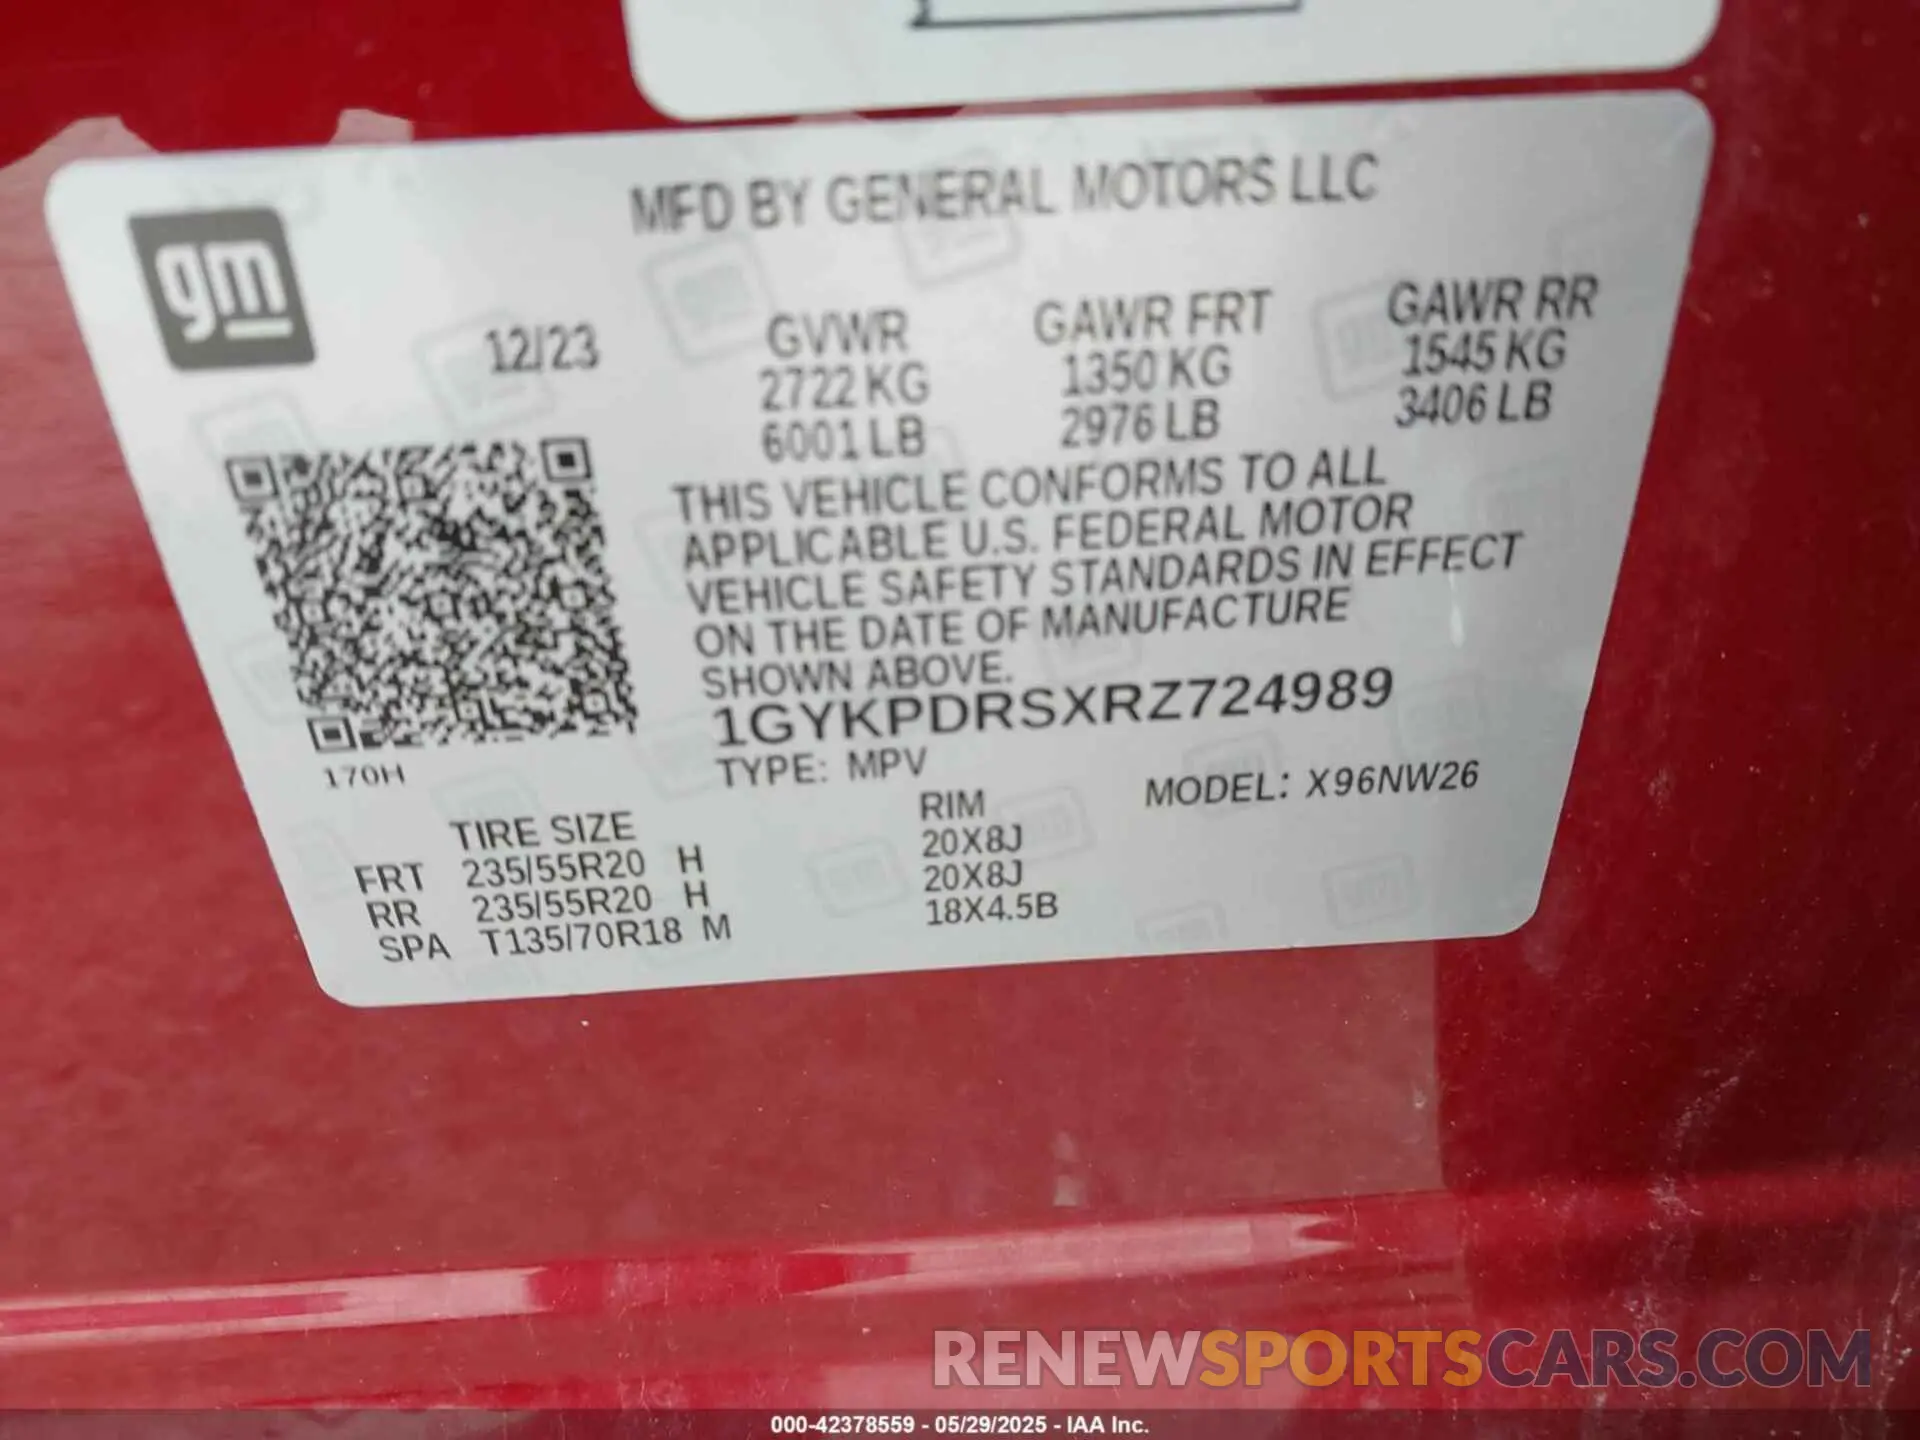 MFD BY GENERAL MOTORS LLC
gm
12/23
GVWR GAWR FRT GAWR RR
2722 KG 1350 KG 1545 KG
6001 LB 2976 LB 3406 LB
THIS VEHICLE CONFORMS TO ALL
APPLICABLE U.S. FEDERAL MOTOR
VEHICLE SAFETY STANDARDS IN EFFECT
ON THE DATE OF MANUFACTURE
SHOWN ABOVE.
1GYKPDRSXRZ724989
170H
TYPE: MPV MODEL: X96NW26
TIRE SIZE RIM
FRT 235/55R20 H 20X8J
RR 235/55R20 H 20X8J
SPA T135/70R18 M 18X4.5B
RENEWSPORTSCARS.COM
000-42378559 - 05/29/2025 - IAA Inc.